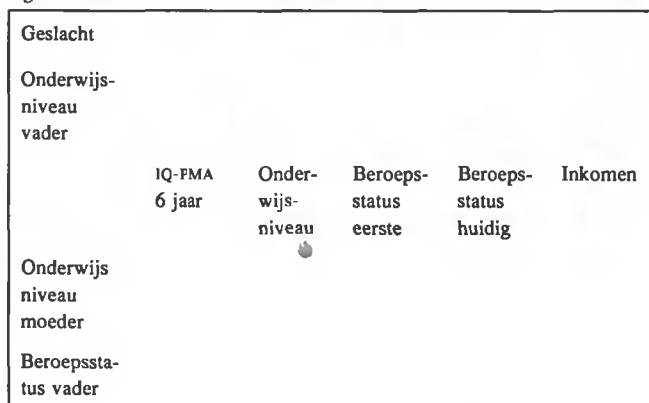 Geslacht
Onderwijs-
niveau
vader
IQ-PMA Onder- Beroeps- Beroeps- Inkomen
6 jaar wijs- status status
niveau eerste huidig
Onderwijs
niveau
moeder
Beroepssta-
tus vader